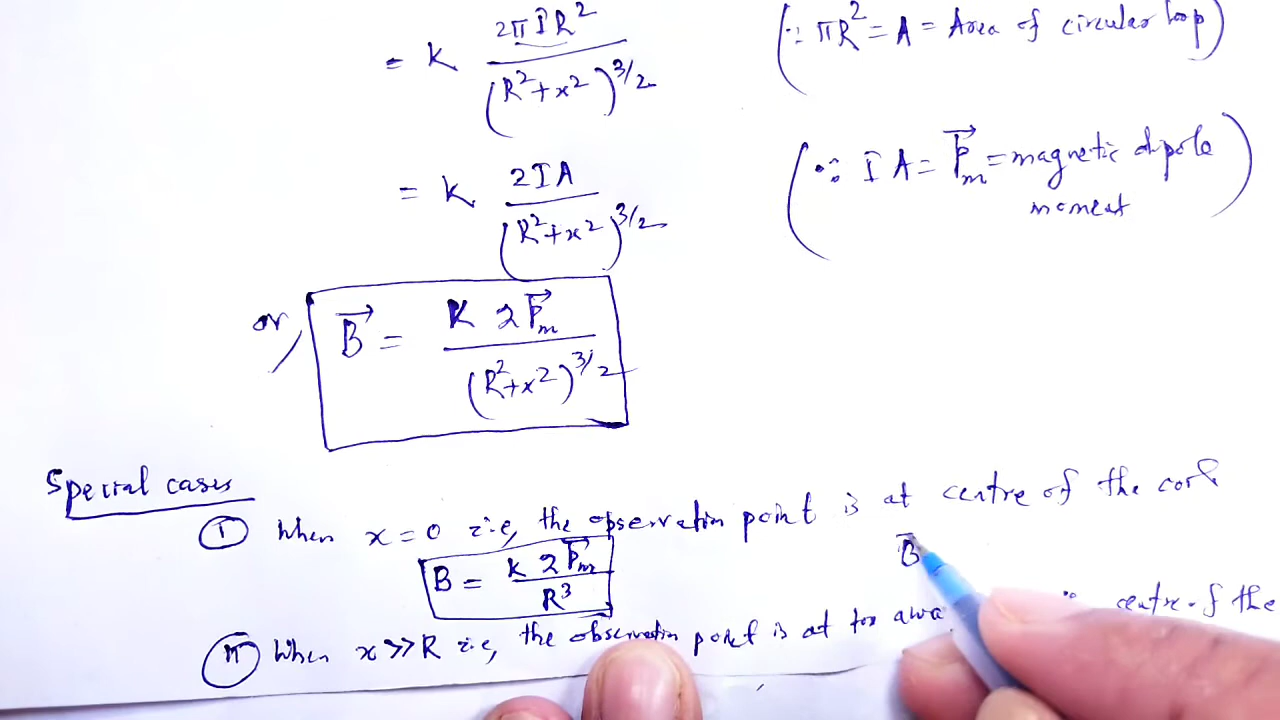 = K 2πIR² / (R²+x²)^3/2 (∵ πR² = A = Area of circular loop)
= K 2IA / (R²+x²)^3/2 (∵ IA = P⃗m = magnetic dipole moment)
or, B⃗ = K 2P⃗m / (R²+x²)^3/2
Special cases
I When x = 0 i.e, the observation point is at centre of the coil
B = K 2P⃗m / R³ B⃗
II When x >> R i.e, the observation point is at far awa centre of the